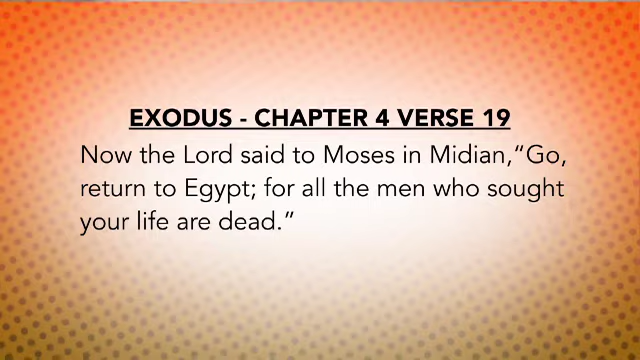 EXODUS - CHAPTER 4 VERSE 19
Now the Lord said to Moses in Midian,“Go,
return to Egypt; for all the men who sought
your life are dead.”